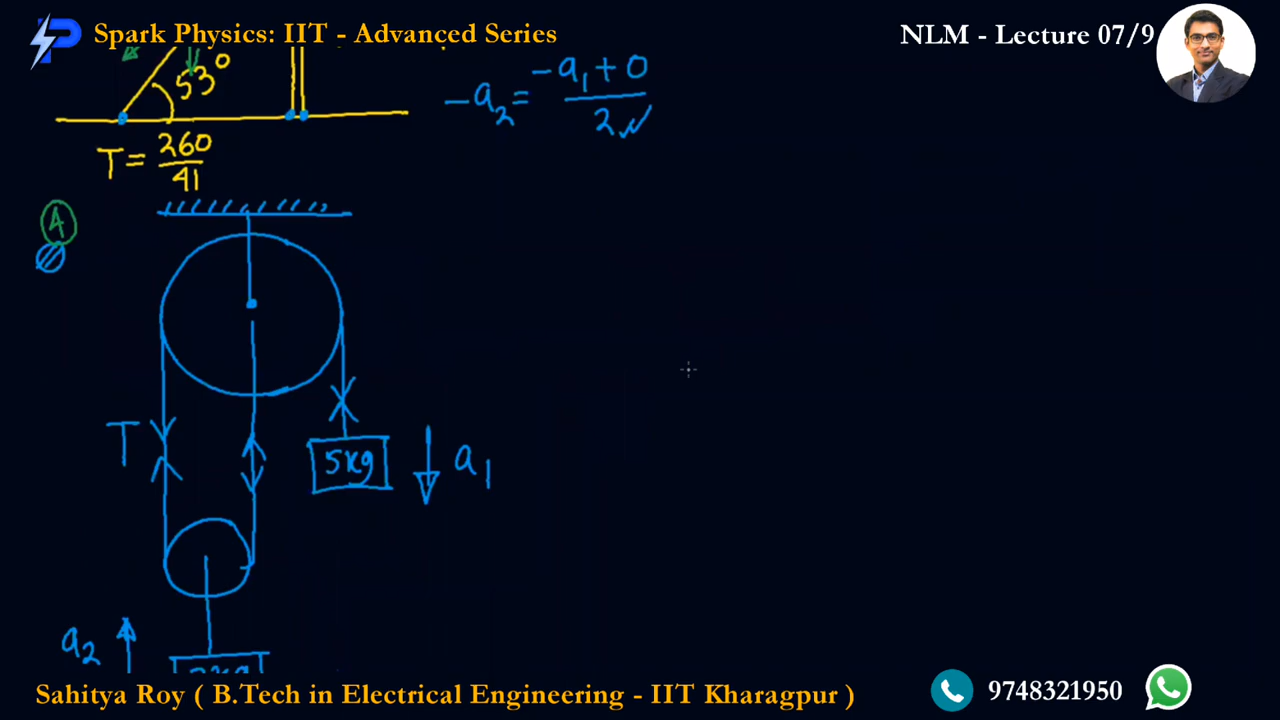 Spark Physics: IIT - Advanced Series
NLM - Lecture 07/9
53°
-a₂ = (-a₁ + 0)/2
T = 260/41
A
T
5kg
a₁
a₂
Sahitya Roy ( B.Tech in Electrical Engineering - IIT Kharagpur )
9748321950